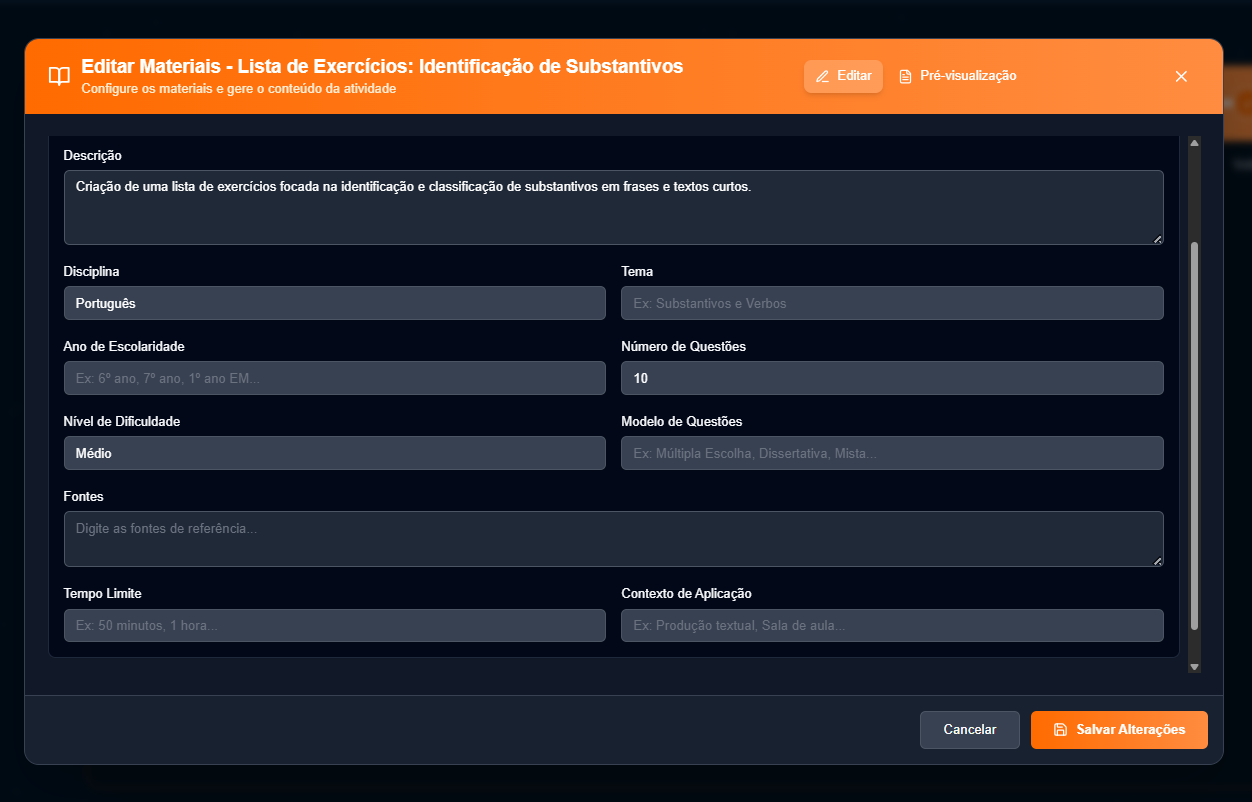 Editar Materiais - Lista de Exercícios: Identificação de Substantivos
Configure os materiais e gere o conteúdo da atividade
Editar
Pré-visualização
Descrição
Criação de uma lista de exercícios focada na identificação e classificação de substantivos em frases e textos curtos.
Disciplina
Tema
Português
Ex: Substantivos e Verbos
Ano de Escolaridade
Número de Questões
Ex: 6º ano, 7º ano, 1º ano EM...
10
Nível de Dificuldade
Modelo de Questões
Médio
Ex: Múltipla Escolha, Dissertativa, Mista...
Fontes
Digite as fontes de referência...
Tempo Limite
Contexto de Aplicação
Ex: 50 minutos, 1 hora...
Ex: Produção textual, Sala de aula...
Cancelar
Salvar Alterações